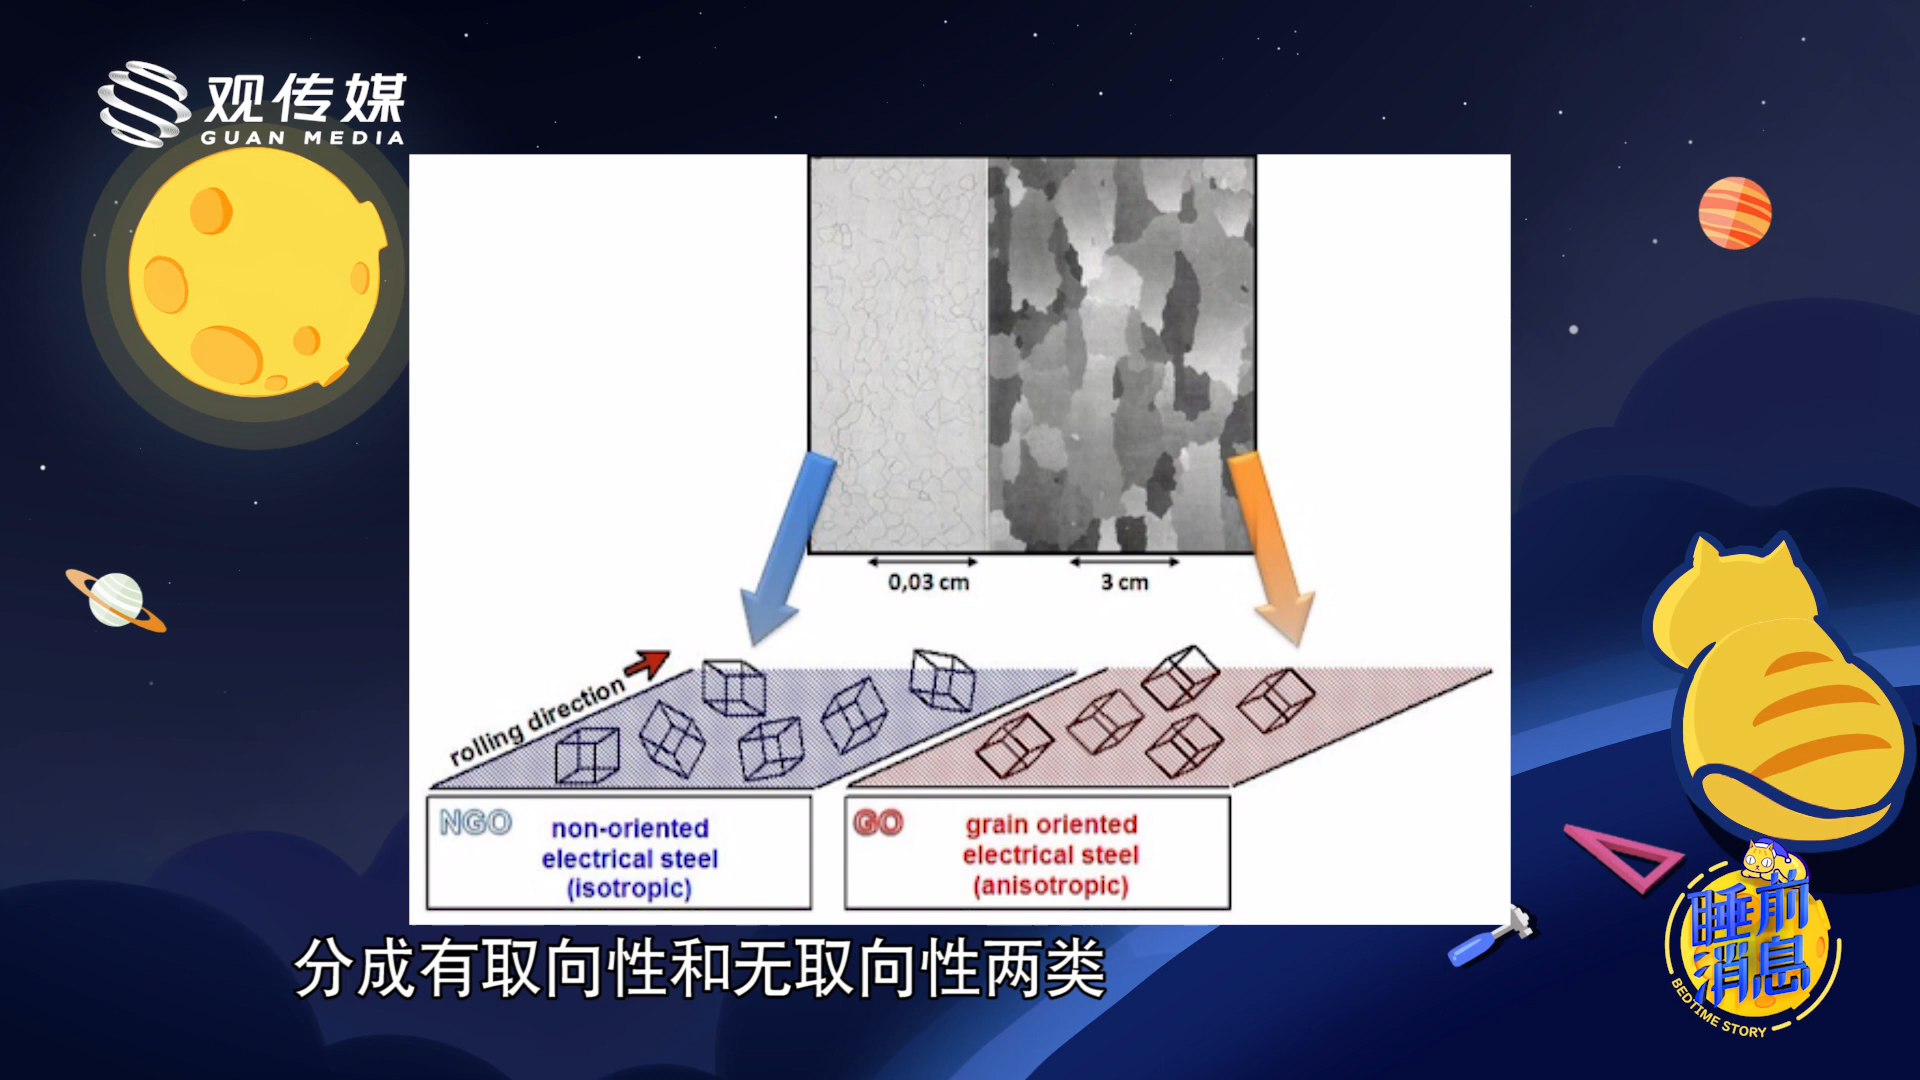 观传媒
GUAN MEDIA
0,03 cm
3 cm
rolling direction
NGO
non-oriented
electrical steel
(isotropic)
GO
grain oriented
electrical steel
(anisotropic)
分成有取向性和无取向性两类
睡前
消息
BEDTIME STORY